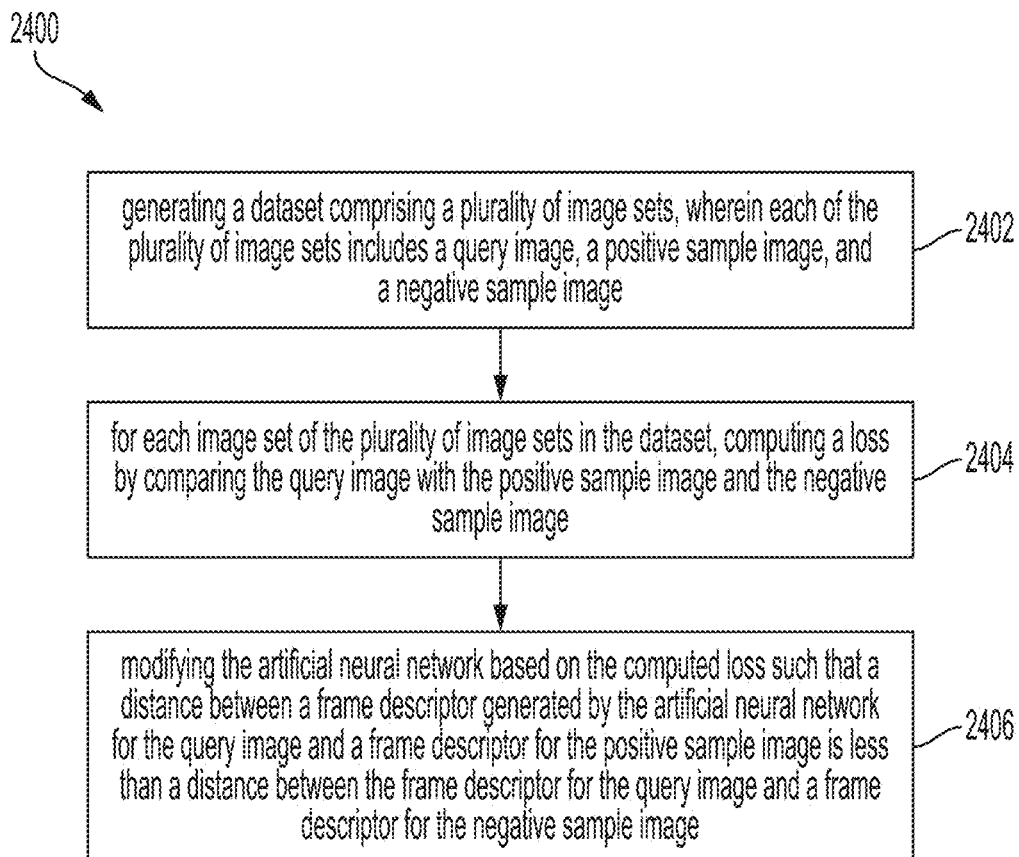 2400
generating a dataset comprising a plurality of image sets, wherein each of the
plurality of image sets includes a query image, a positive sample image, and
a negative sample image
2402
for each image set of the plurality of image sets in the dataset, computing a loss
by comparing the query image with the positive sample image and the negative
sample image
2404
modifying the artificial neural network based on the computed loss such that a
distance between a frame descriptor generated by the artificial neural network
for the query image and a frame descriptor for the positive sample image is less
than a distance between the frame descriptor for the query image and a frame
descriptor for the negative sample image
2406